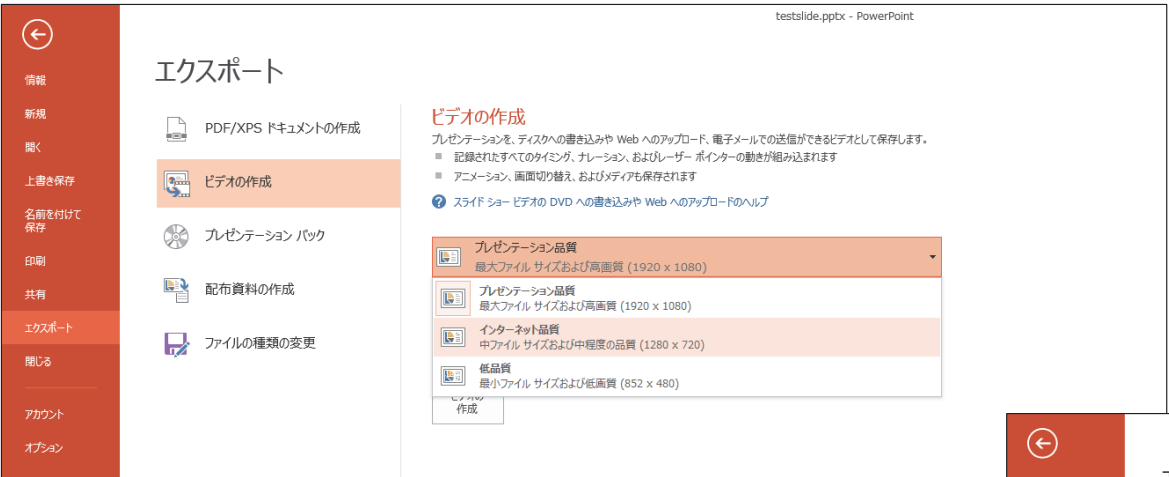 testslide.pptx - PowerPoint
情報
新規
開く
上書き保存
名前を付けて
保存
印刷
共有
エクスポート
閉じる
アカウント
オプション
エクスポート
PDF/XPS ドキュメントの作成
ビデオの作成
プレゼンテーション パック
配布資料の作成
ファイルの種類の変更
ビデオの作成
プレゼンテーションを、ディスクへの書き込みや Web へのアップロード、電子メールでの送信ができるビデオとして保存します。
記録されたすべてのタイミング、ナレーション、およびレーザー ポインターの動きが組み込まれます
アニメーション、画面切り替え、およびメディアも保存されます
スライド ショー ビデオの DVD への書き込みや Web へのアップロードのヘルプ
プレゼンテーション品質
最大ファイル サイズおよび高画質 (1920 x 1080)
プレゼンテーション品質
最大ファイル サイズおよび高画質 (1920 x 1080)
インターネット品質
中ファイル サイズおよび中程度の品質 (1280 x 720)
低品質
最小ファイル サイズおよび低画質 (852 x 480)
ビデオの
作成